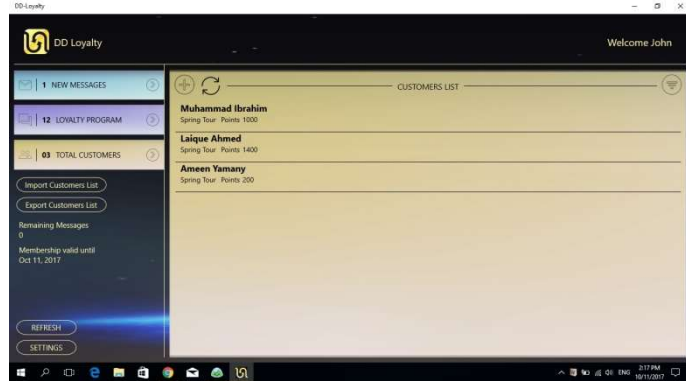 DD-Loyalty
DD Loyalty
Welcome John
1 NEW MESSAGES
12 LOYALTY PROGRAM
03 TOTAL CUSTOMERS
Import Customers List
Export Customers List
Remaining Messages
0
Membership valid until
Oct 11, 2017
REFRESH
SETTINGS
CUSTOMERS LIST
Muhammad Ibrahim
Spring Tour Points 1000
Laique Ahmed
Spring Tour Points 1400
Ameen Yamany
Spring Tour Points 200
ENG
2:17 PM
10/11/2017